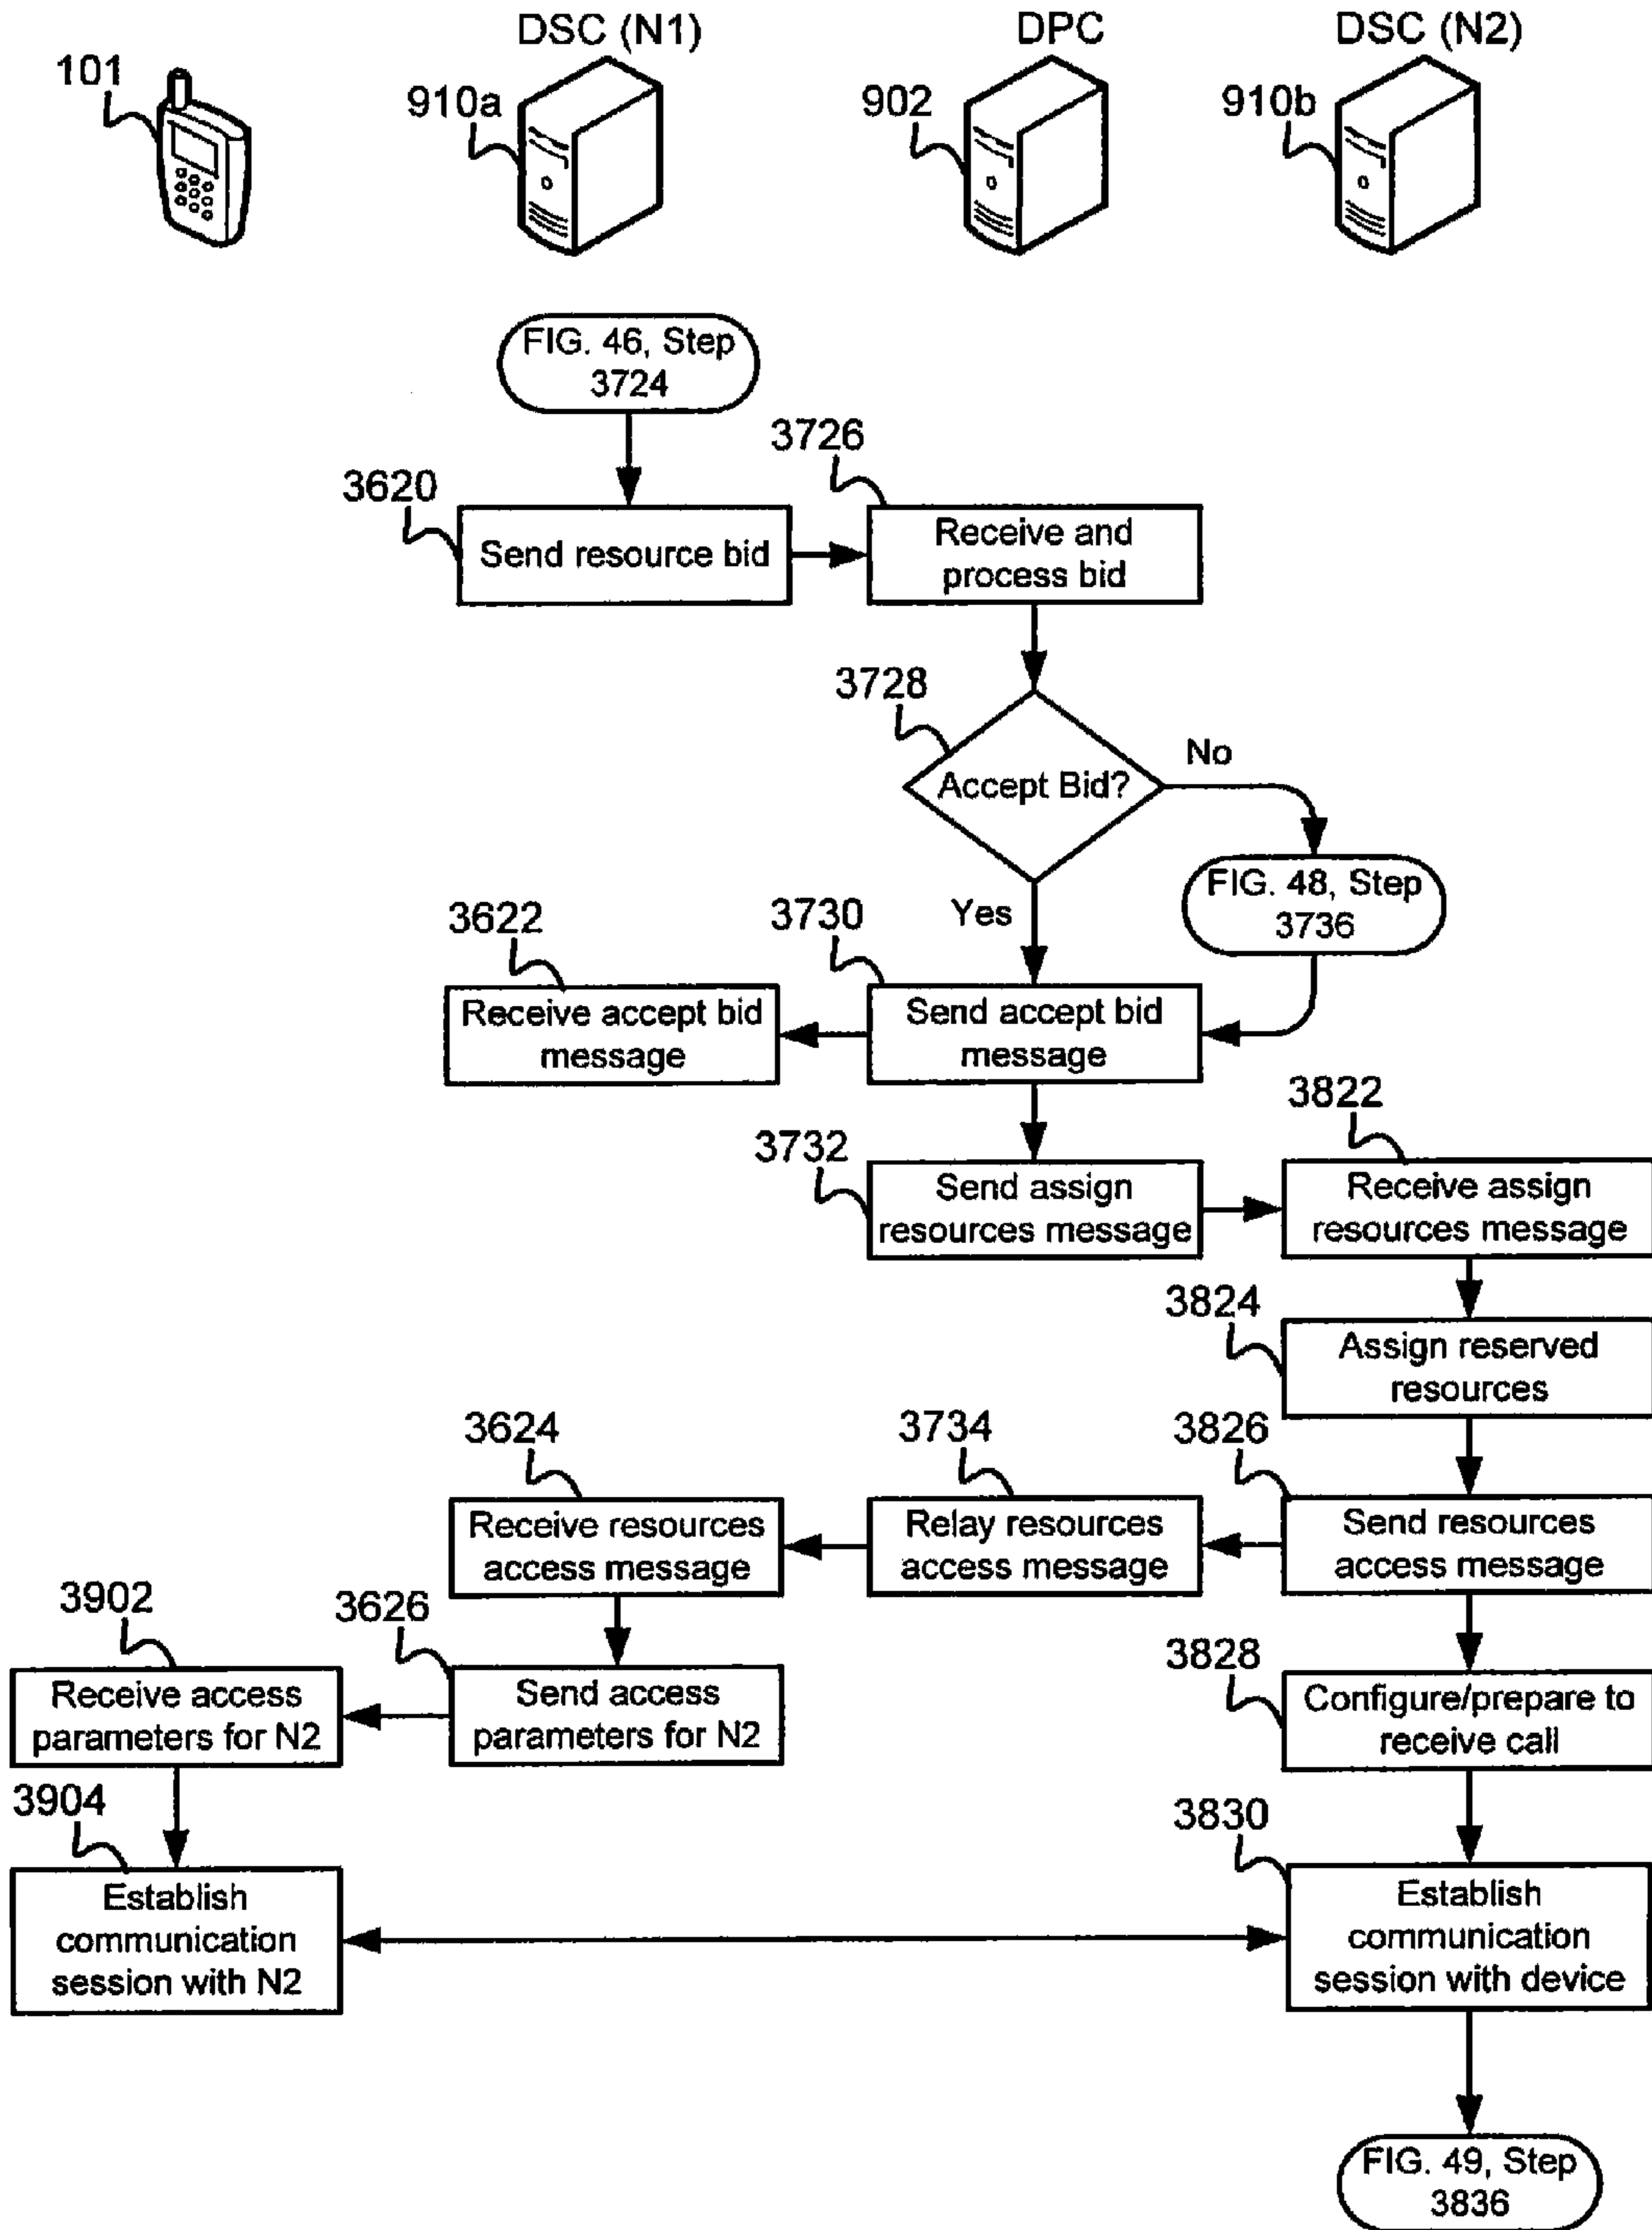 DSC (N1)
DPC
DSC (N2)
101
910a
902
910b
FIG. 46, Step
3724
3726
3620
Send resource bid
Receive and
process bid
3728
Accept Bid?
No
Yes
FIG. 48, Step
3736
3622
3730
Receive accept bid
message
Send accept bid
message
3822
3732
Send assign
resources message
Receive assign
resources message
3824
Assign reserved
resources
3624
3734
3826
Receive resources
access message
Relay resources
access message
Send resources
access message
3902
3626
3828
Receive access
parameters for N2
Send access
parameters for N2
Configure/prepare to
receive call
3904
3830
Establish
communication
session with N2
Establish
communication
session with device
FIG. 49, Step
3836